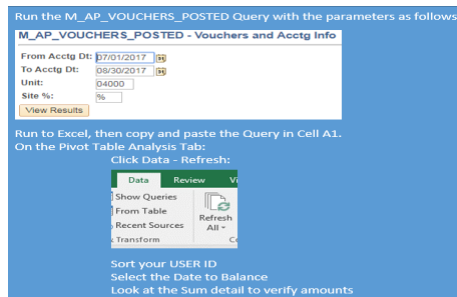 Run the M_AP_VOUCHERS_POSTED Query with the parameters as follows
M_AP_VOUCHERS_POSTED - Vouchers and Acctg Info
From Acctg Dt: 07/01/2017
To Acctg Dt: 08/30/2017
Unit: 04000
Site %: %
View Results
Run to Excel, then copy and paste the Query in Cell A1.
On the Pivot Table Analysis Tab:
Click Data - Refresh:
Data Review Vi
Show Queries
From Table
Recent Sources
Refresh
All
Transform
Sort your USER ID
Select the Date to Balance
Look at the Sum detail to verify amounts